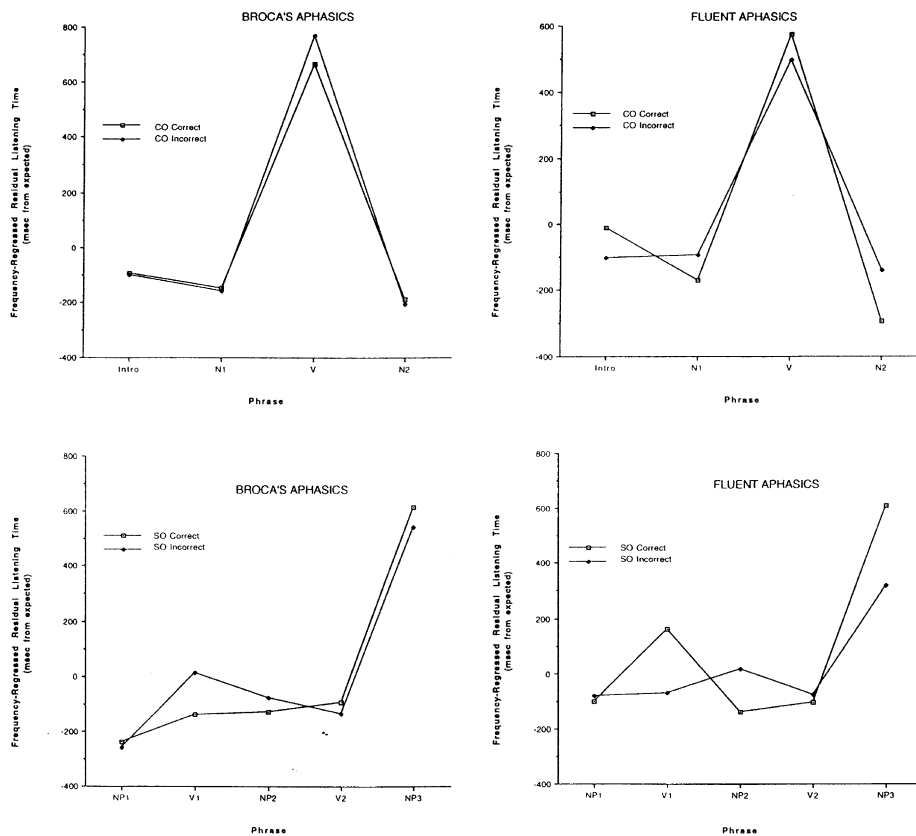 BROCA'S APHASICS
Frequency-Regressed Residual Listening Time
(msec from expected)
800
600
400
200
0
-200
-400
CO Correct
CO Incorrect
Intro
N1
V
N2
Phrase
FLUENT APHASICS
Frequency-Regressed Residual Listening Time
(msec from expected)
600
400
200
0
-200
-400
CO Correct
CO Incorrect
Intro
N1
V
N2
Phrase
BROCA'S APHASICS
Frequency-Regressed Residual Listening Time
(msec from expected)
800
600
400
200
0
-200
-400
SO Correct
SO Incorrect
NP1
V1
NP2
V2
NP3
Phrase
FLUENT APHASICS
Frequency-Regressed Residual Listening Time
(msec from expected)
800
600
400
200
0
-200
-400
SO Correct
SO Incorrect
NP1
V1
NP2
V2
NP3
Phrase